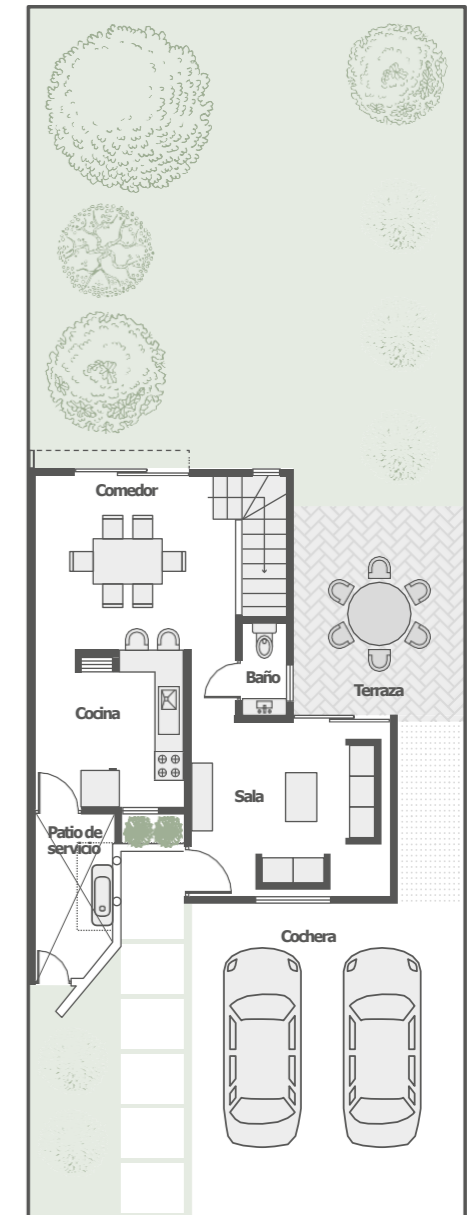 Comedor
Baño
Terraza
Cocina
Sala
Patio de
servicio
Cochera